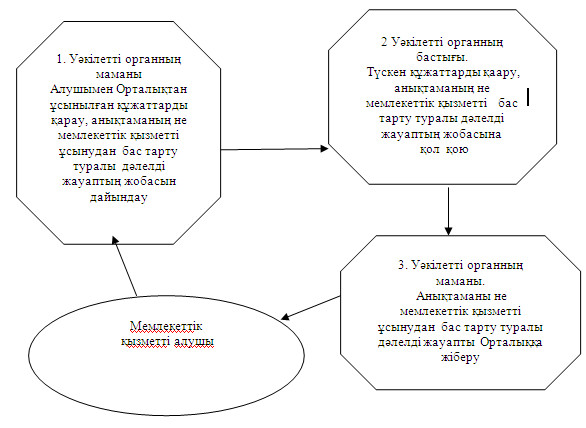 1. Уәкілетті органның
маманы
Алушымен Орталықтан
ұсынылған құжаттарды
қарау, анықтаманың не
мемлекеттік қызметті
ұсынудан бас тарту
туралы дәлелді
жауаптың жобасын
дайындау
2 Уәкілетті органның
бастығы.
Түскен құжаттарды қаару,
анықтаманың не
мемлекеттік қызметті бас
тарту туралы дәлелді
жауаптың жобасына
қол қою
3. Уәкілетті органның
маманы.
Анықтаманы не
мемлекеттік қызметті
ұсынудан бас тарту туралы
дәлелді жауапты Орталыққа
жіберу
Мемлекеттік
қызметті алушы